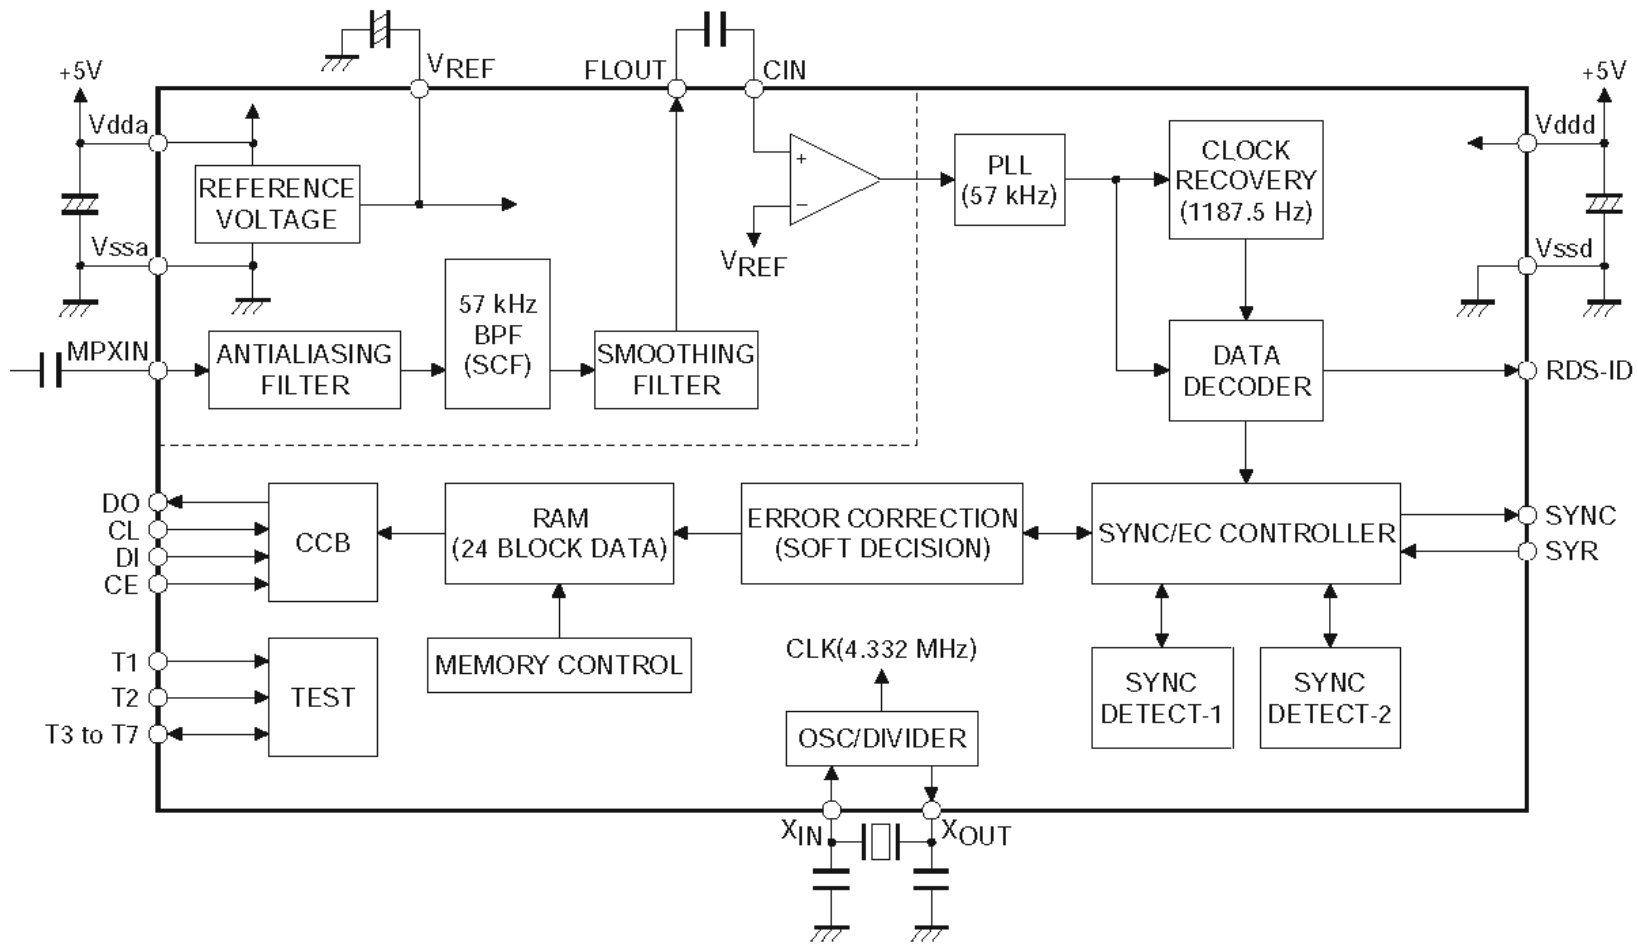 VREF
FLOUT
CIN
+5V
+5V
Vdda
Vddd
REFERENCE
VOLTAGE
+
−
VREF
PLL
(57 kHz)
CLOCK
RECOVERY
(1187.5 Hz)
Vssa
Vssd
MPXIN
ANTIALIASING
FILTER
57 kHz
BPF
(SCF)
SMOOTHING
FILTER
DATA
DECODER
RDS-ID
DO
CL
DI
CE
CCB
RAM
(24 BLOCK DATA)
ERROR CORRECTION
(SOFT DECISION)
SYNC/EC CONTROLLER
SYNC
SYR
T1
T2
T3 to T7
TEST
MEMORY CONTROL
CLK(4.332 MHz)
OSC/DIVIDER
SYNC
DETECT-1
SYNC
DETECT-2
XIN
XOUT